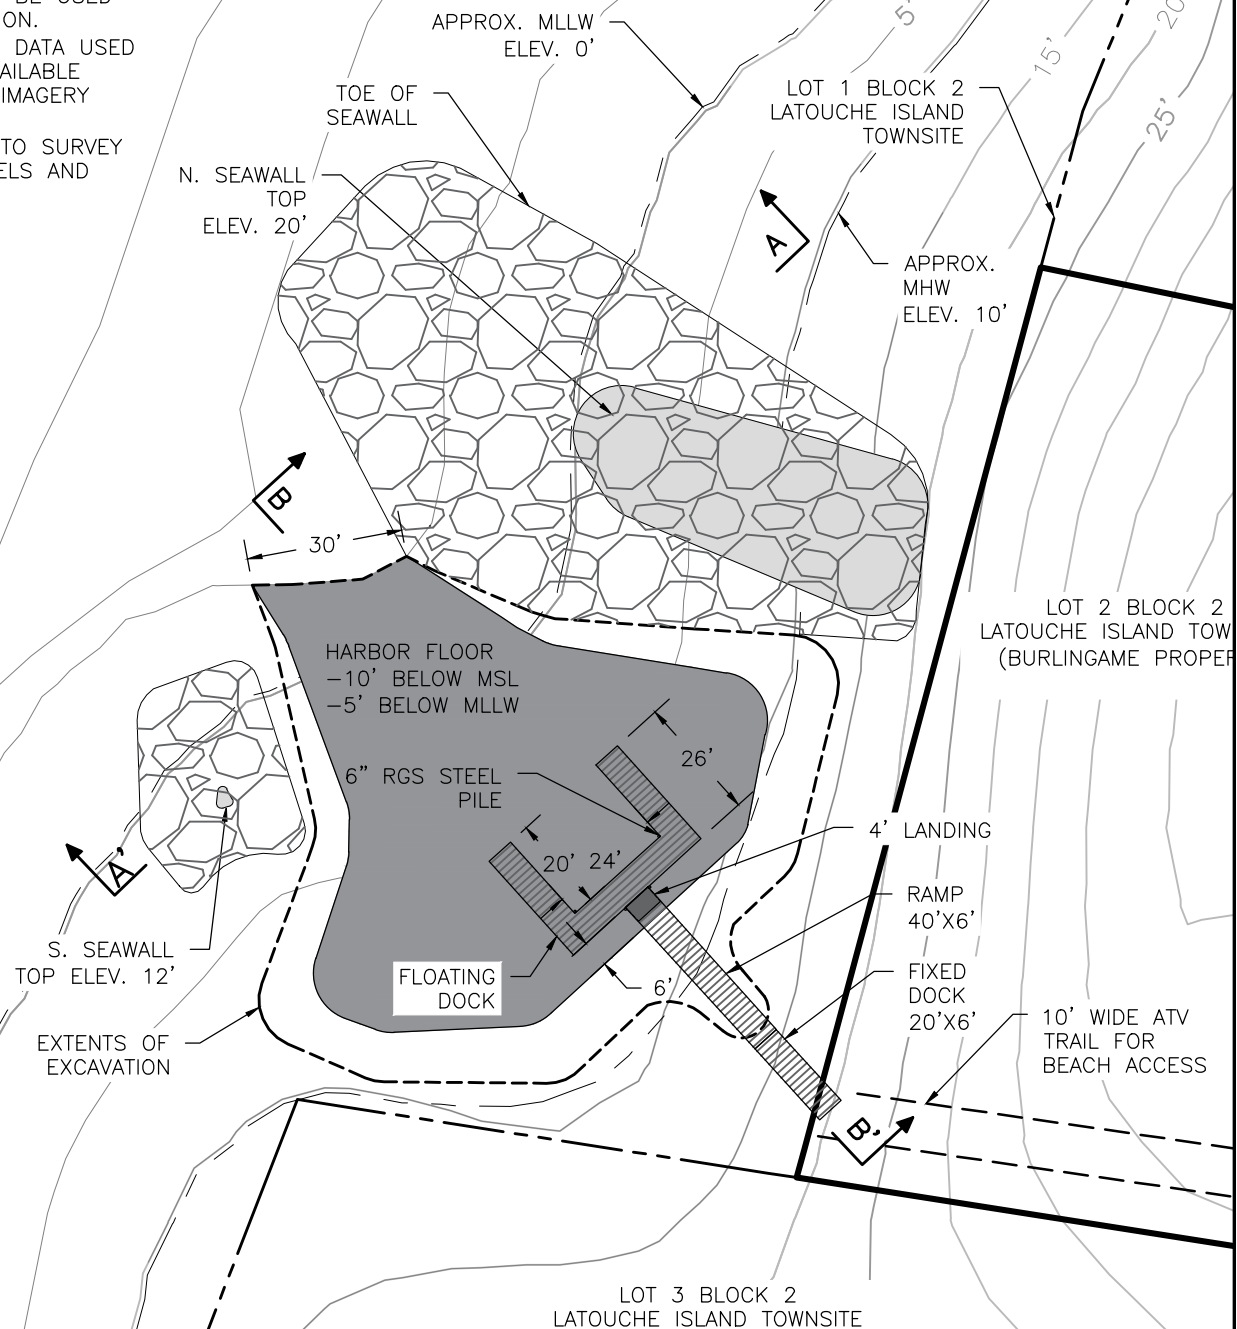 BE USED
ON.
DATA USED
AILABLE
IMAGERY
TO SURVEY
ELS AND
APPROX. MLLW
ELEV. 0'
5'
15'
20'
25'
LOT 1 BLOCK 2
LATOUCHE ISLAND
TOWNSITE
TOE OF
SEAWALL
N. SEAWALL
TOP
ELEV. 20'
A
APPROX.
MHW
ELEV. 10'
B
30'
LOT 2 BLOCK 2
LATOUCHE ISLAND TOW
(BURLINGAME PROPER
HARBOR FLOOR
-10' BELOW MSL
-5' BELOW MLLW
26'
6" RGS STEEL
PILE
4' LANDING
20'
24'
A'
RAMP
40'X6'
S. SEAWALL
TOP ELEV. 12'
FLOATING
DOCK
6'
FIXED
DOCK
20'X6'
EXTENTS OF
EXCAVATION
10' WIDE ATV
TRAIL FOR
BEACH ACCESS
B'
LOT 3 BLOCK 2
LATOUCHE ISLAND TOWNSITE